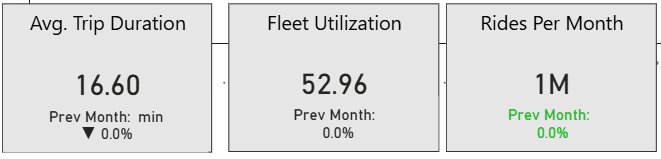 Avg. Trip Duration
16.60
Prev Month: min
▼ 0.0%
Fleet Utilization
52.96
Prev Month:
0.0%
Rides Per Month
1M
Prev Month:
0.0%